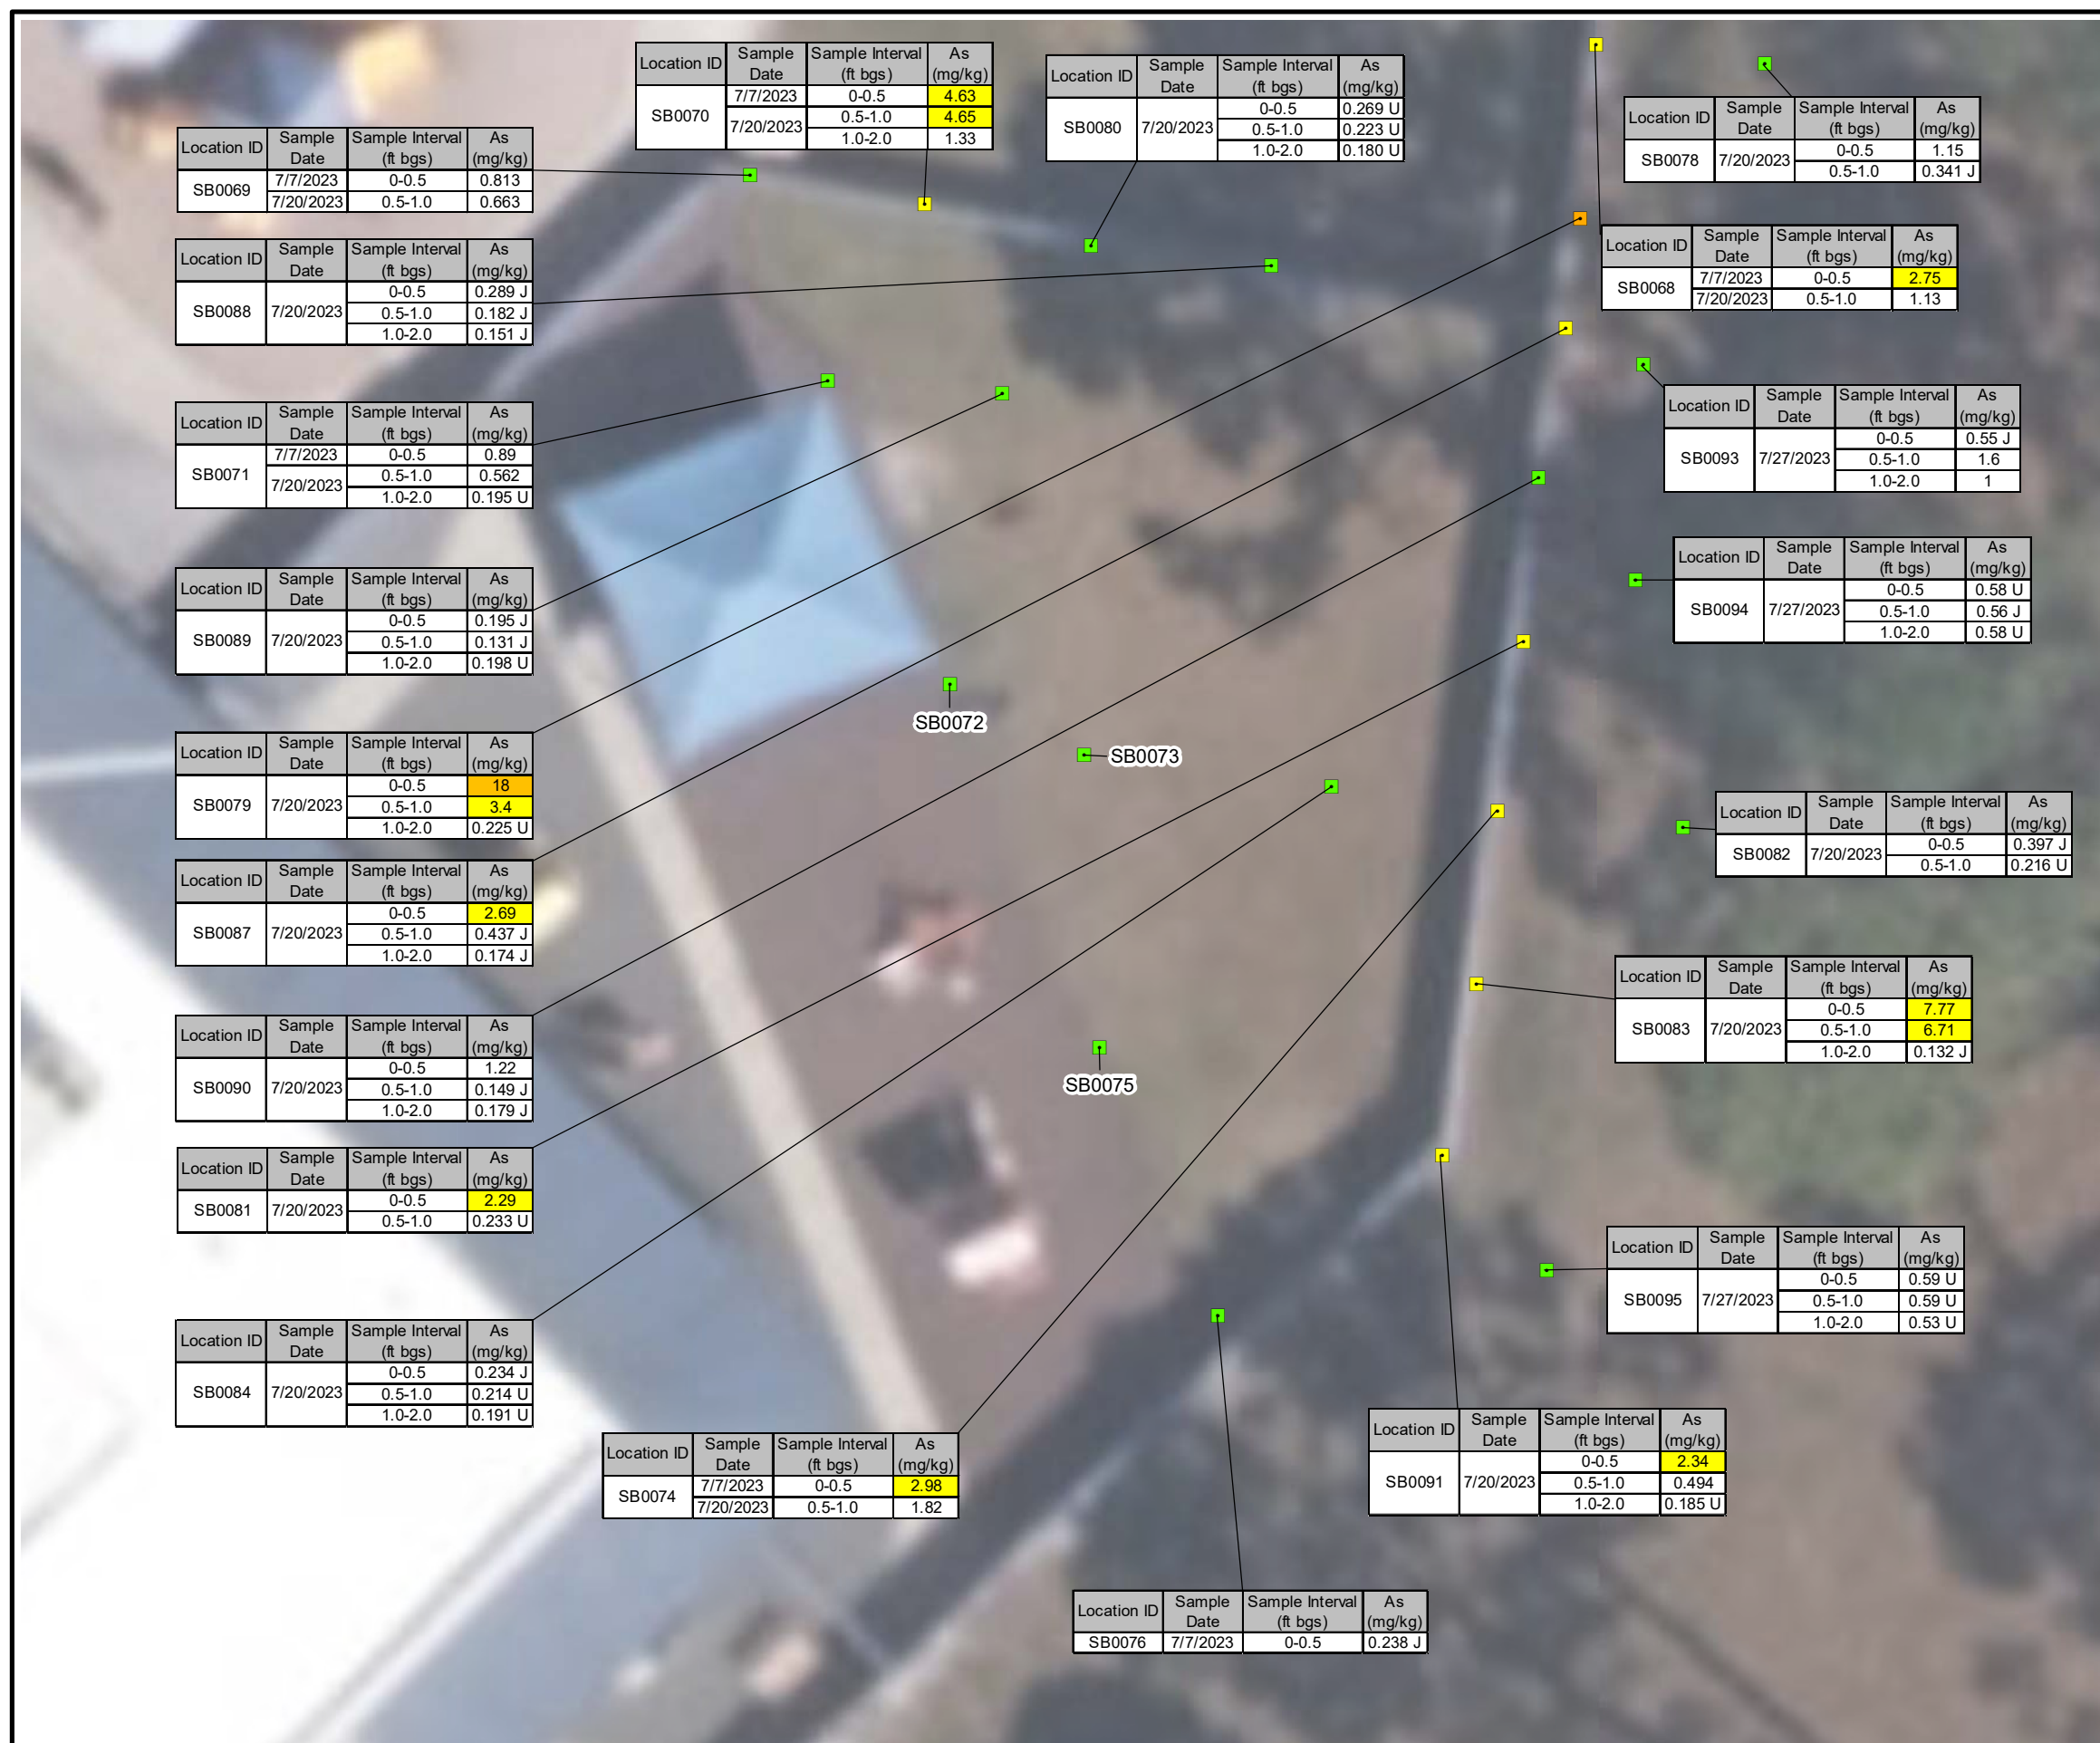 Location ID Sample Date Sample Interval (ft bgs) As (mg/kg)
SB0070 7/7/2023 0-0.5 4.63
7/20/2023 0.5-1.0 4.65
1.0-2.0 1.33
Location ID Sample Date Sample Interval (ft bgs) As (mg/kg)
SB0080 7/20/2023 0-0.5 0.269 U
0.5-1.0 0.223 U
1.0-2.0 0.180 U
Location ID Sample Date Sample Interval (ft bgs) As (mg/kg)
SB0078 7/20/2023 0-0.5 1.15
0.5-1.0 0.341 J
Location ID Sample Date Sample Interval (ft bgs) As (mg/kg)
SB0069 7/7/2023 0-0.5 0.813
7/20/2023 0.5-1.0 0.663
Location ID Sample Date Sample Interval (ft bgs) As (mg/kg)
SB0068 7/7/2023 0-0.5 2.75
7/20/2023 0.5-1.0 1.13
Location ID Sample Date Sample Interval (ft bgs) As (mg/kg)
SB0088 7/20/2023 0-0.5 0.289 J
0.5-1.0 0.182 J
1.0-2.0 0.151 J
Location ID Sample Date Sample Interval (ft bgs) As (mg/kg)
SB0093 7/27/2023 0-0.5 0.55 J
0.5-1.0 1.6
1.0-2.0 1
Location ID Sample Date Sample Interval (ft bgs) As (mg/kg)
SB0071 7/7/2023 0-0.5 0.89
7/20/2023 0.5-1.0 0.562
1.0-2.0 0.195 U
Location ID Sample Date Sample Interval (ft bgs) As (mg/kg)
SB0094 7/27/2023 0-0.5 0.58 U
0.5-1.0 0.56 J
1.0-2.0 0.58 U
Location ID Sample Date Sample Interval (ft bgs) As (mg/kg)
SB0089 7/20/2023 0-0.5 0.195 J
0.5-1.0 0.131 J
1.0-2.0 0.198 U
SB0072
SB0073
Location ID Sample Date Sample Interval (ft bgs) As (mg/kg)
SB0079 7/20/2023 0-0.5 18
0.5-1.0 3.4
1.0-2.0 0.225 U
Location ID Sample Date Sample Interval (ft bgs) As (mg/kg)
SB0082 7/20/2023 0-0.5 0.397 J
0.5-1.0 0.216 U
Location ID Sample Date Sample Interval (ft bgs) As (mg/kg)
SB0087 7/20/2023 0-0.5 2.69
0.5-1.0 0.437 J
1.0-2.0 0.174 J
Location ID Sample Date Sample Interval (ft bgs) As (mg/kg)
SB0083 7/20/2023 0-0.5 7.77
0.5-1.0 6.71
1.0-2.0 0.132 J
Location ID Sample Date Sample Interval (ft bgs) As (mg/kg)
SB0090 7/20/2023 0-0.5 1.22
0.5-1.0 0.149 J
1.0-2.0 0.179 J
SB0075
Location ID Sample Date Sample Interval (ft bgs) As (mg/kg)
SB0081 7/20/2023 0-0.5 2.29
0.5-1.0 0.233 U
Location ID Sample Date Sample Interval (ft bgs) As (mg/kg)
SB0095 7/27/2023 0-0.5 0.59 U
0.5-1.0 0.59 U
1.0-2.0 0.53 U
Location ID Sample Date Sample Interval (ft bgs) As (mg/kg)
SB0084 7/20/2023 0-0.5 0.234 J
0.5-1.0 0.214 U
1.0-2.0 0.191 U
Location ID Sample Date Sample Interval (ft bgs) As (mg/kg)
SB0091 7/20/2023 0-0.5 2.34
0.5-1.0 0.494
1.0-2.0 0.185 U
Location ID Sample Date Sample Interval (ft bgs) As (mg/kg)
SB0074 7/7/2023 0-0.5 2.98
7/20/2023 0.5-1.0 1.82
Location ID Sample Date Sample Interval (ft bgs) As (mg/kg)
SB0076 7/7/2023 0-0.5 0.238 J